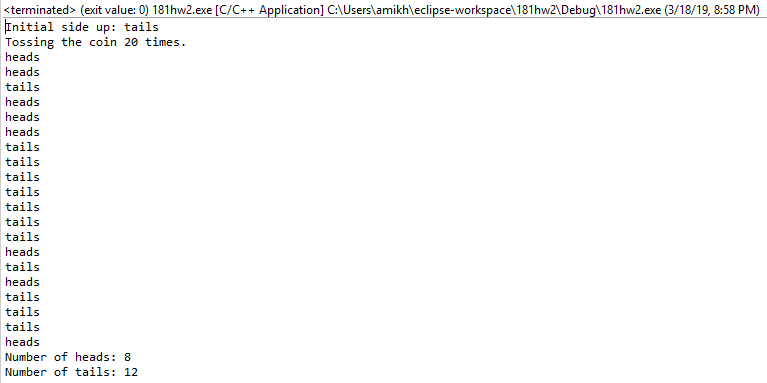 <terminated> (exit value: 0) 181hw2.exe [C/C++ Application] C:\Users\amikh\eclipse-workspace\181hw2\Debug\181hw2.exe (3/18/19, 8:58 PM)
Initial side up: tails
Tossing the coin 20 times.
heads
heads
tails
heads
heads
heads
tails
tails
tails
tails
tails
tails
tails
heads
tails
heads
tails
tails
tails
heads
Number of heads: 8
Number of tails: 12